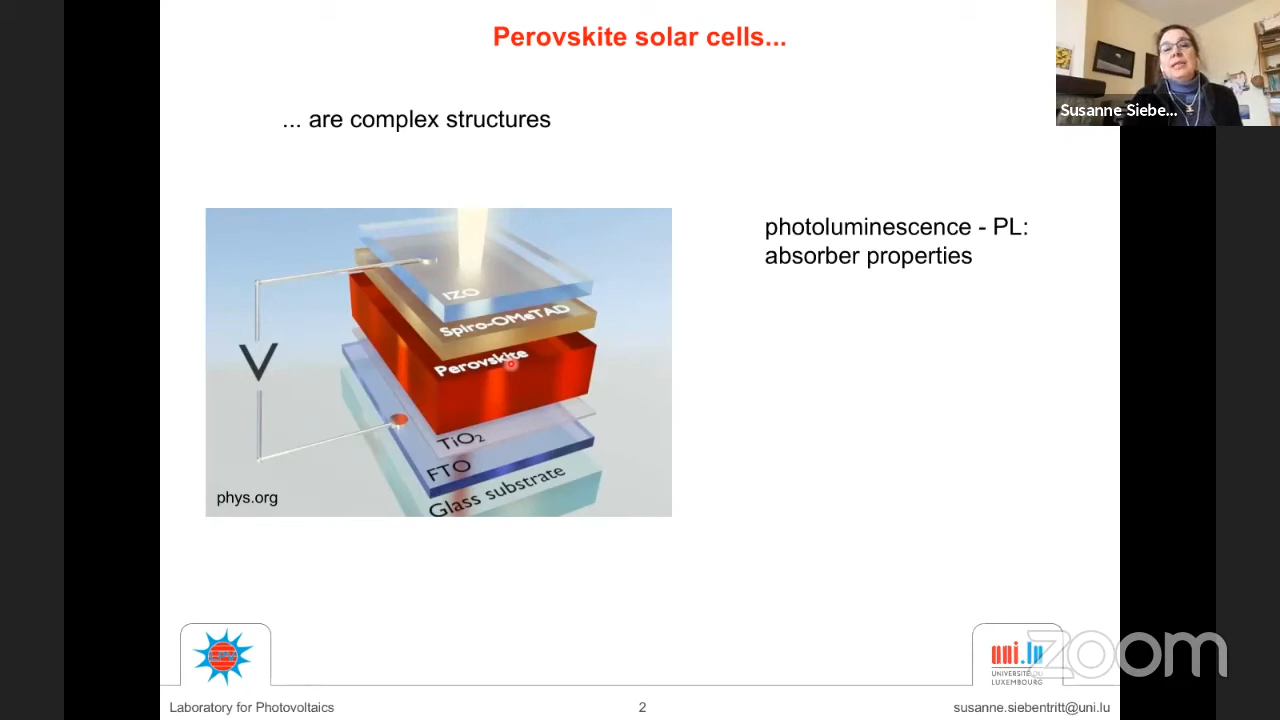 Perovskite solar cells...
Susanne Siebe...
... are complex structures
photoluminescence - PL:
absorber properties
IZO
Spiro-OMeTAD
Perovskite
V
TiO₂
FTO
Glass substrate
phys.org
LPV
uni.lu
UNIVERSITÉ DU
LUXEMBOURG
zoom
Laboratory for Photovoltaics
2
susanne.siebentritt@uni.lu